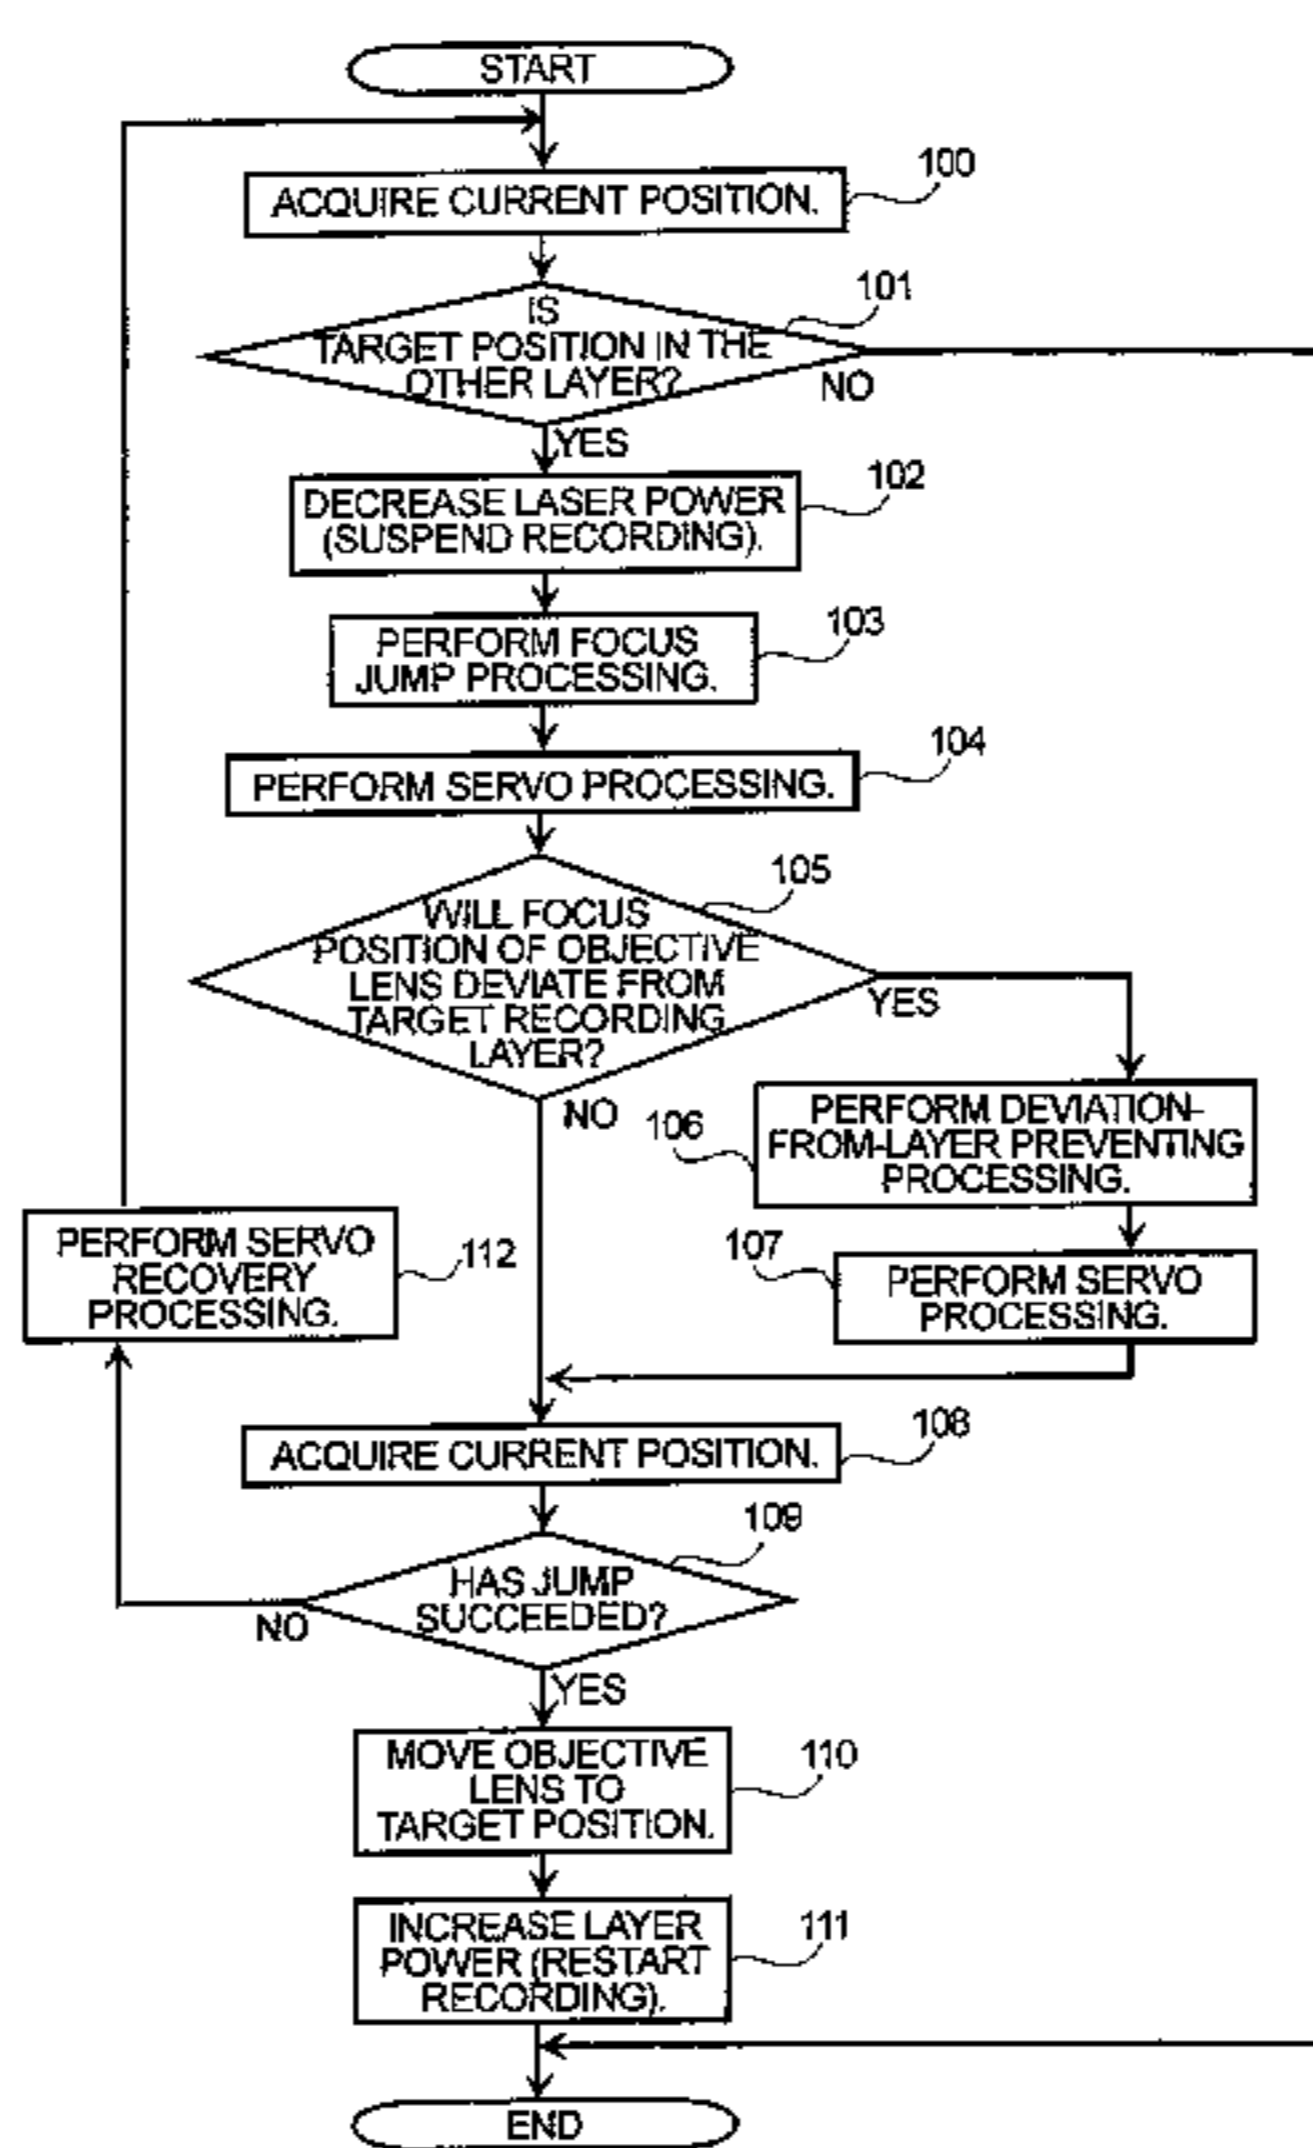 START
100
ACQUIRE CURRENT POSITION.
101
IS
TARGET POSITION IN THE
OTHER LAYER?
NO
YES
102
DECREASE LASER POWER
(SUSPEND RECORDING).
103
PERFORM FOCUS
JUMP PROCESSING.
104
PERFORM SERVO PROCESSING.
105
WILL FOCUS
POSITION OF OBJECTIVE
LENS DEVIATE FROM
TARGET RECORDING
LAYER?
YES
NO
106
PERFORM DEVIATION-
FROM-LAYER PREVENTING
PROCESSING.
107
PERFORM SERVO
PROCESSING.
PERFORM SERVO
RECOVERY
PROCESSING.
112
108
ACQUIRE CURRENT POSITION.
109
HAS JUMP
SUCCEEDED?
NO
YES
110
MOVE OBJECTIVE
LENS TO
TARGET POSITION.
111
INCREASE LAYER
POWER (RESTART
RECORDING).
END